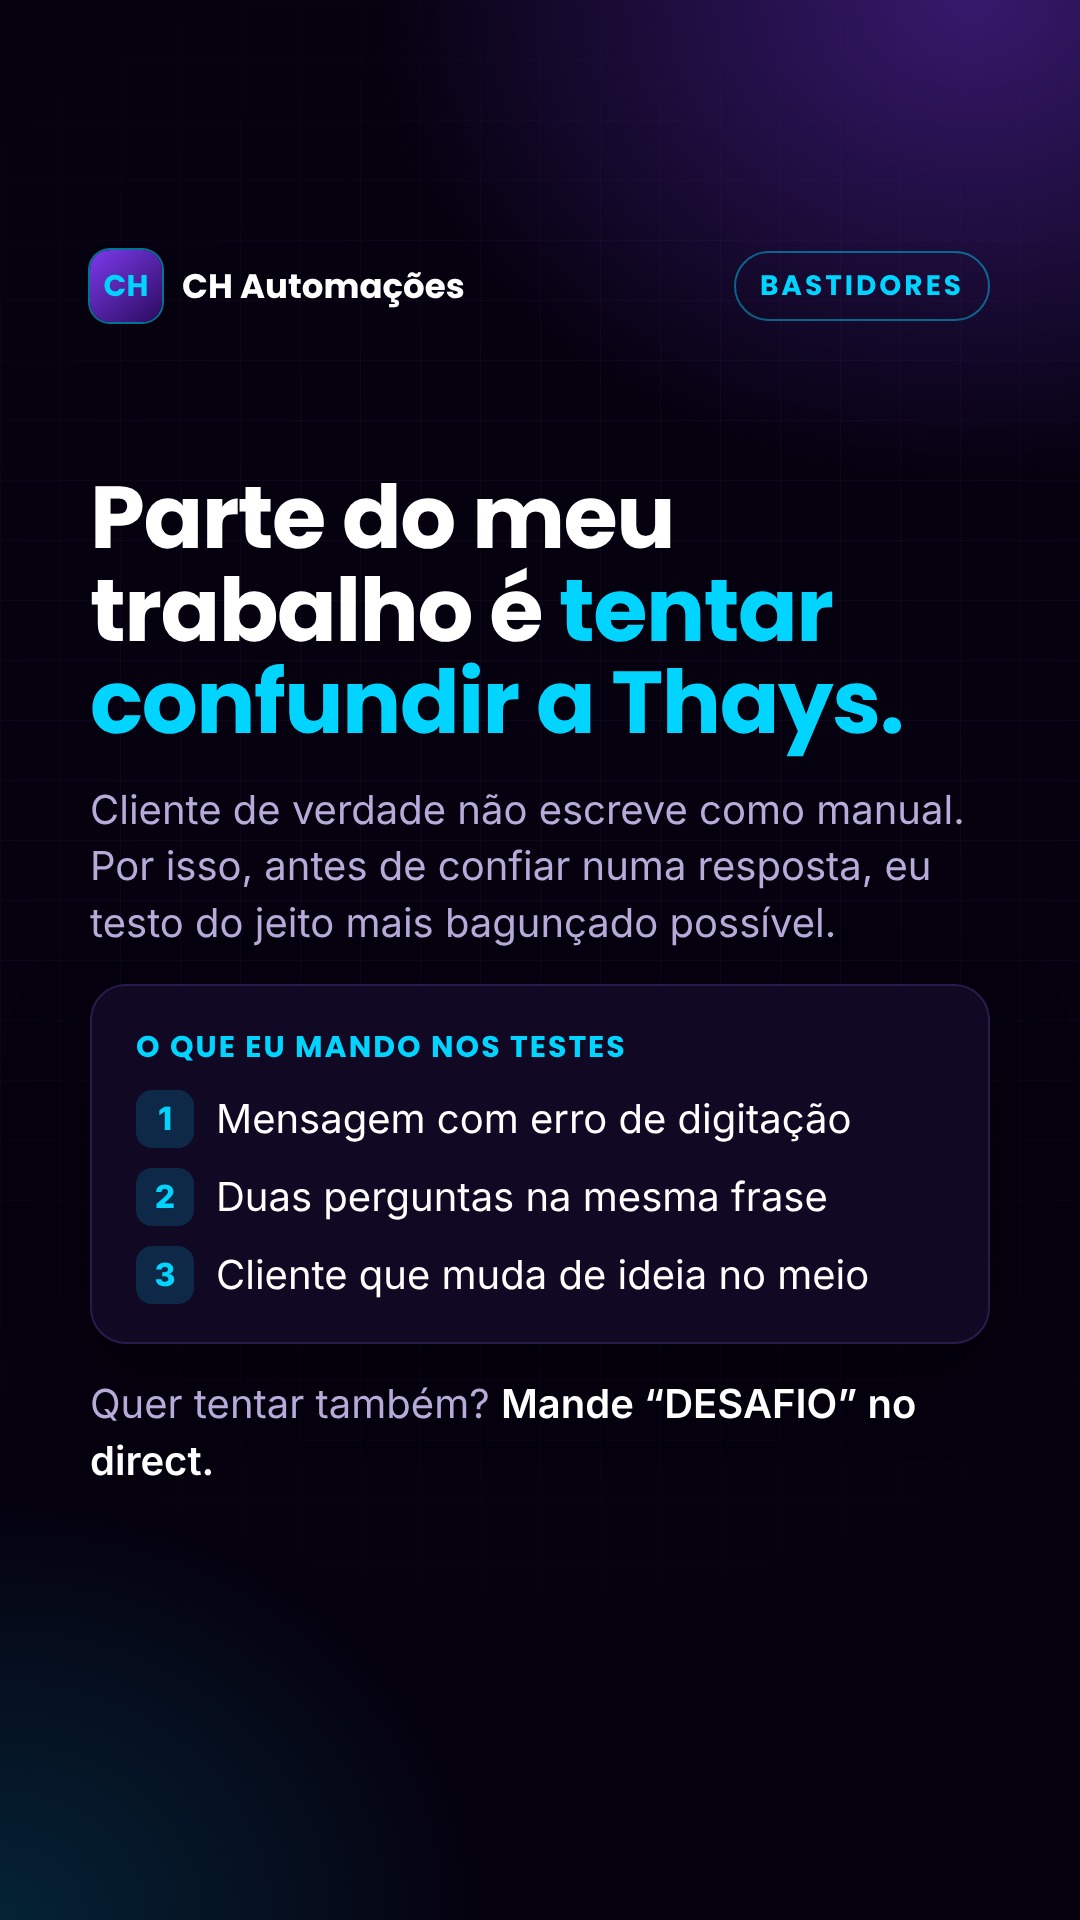 CH
CH Automações
BASTIDORES
Parte do meu
trabalho é tentar
confundir a Thays.
Cliente de verdade não escreve como manual.
Por isso, antes de confiar numa resposta, eu
testo do jeito mais bagunçado possível.
O QUE EU MANDO NOS TESTES
1 Mensagem com erro de digitação
2 Duas perguntas na mesma frase
3 Cliente que muda de ideia no meio
Quer tentar também? Mande “DESAFIO” no
direct.